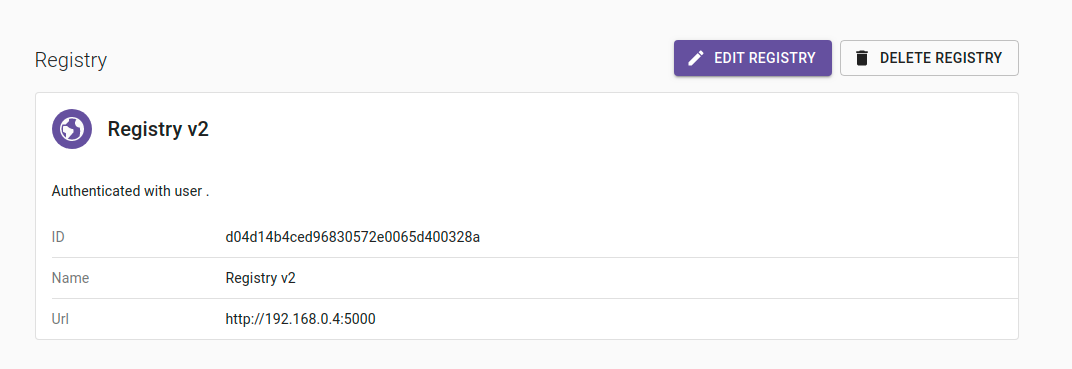 Registry
EDIT REGISTRY
DELETE REGISTRY
Registry v2
Authenticated with user .
ID d04d14b4ced96830572e0065d400328a
Name Registry v2
Url http://192.168.0.4:5000